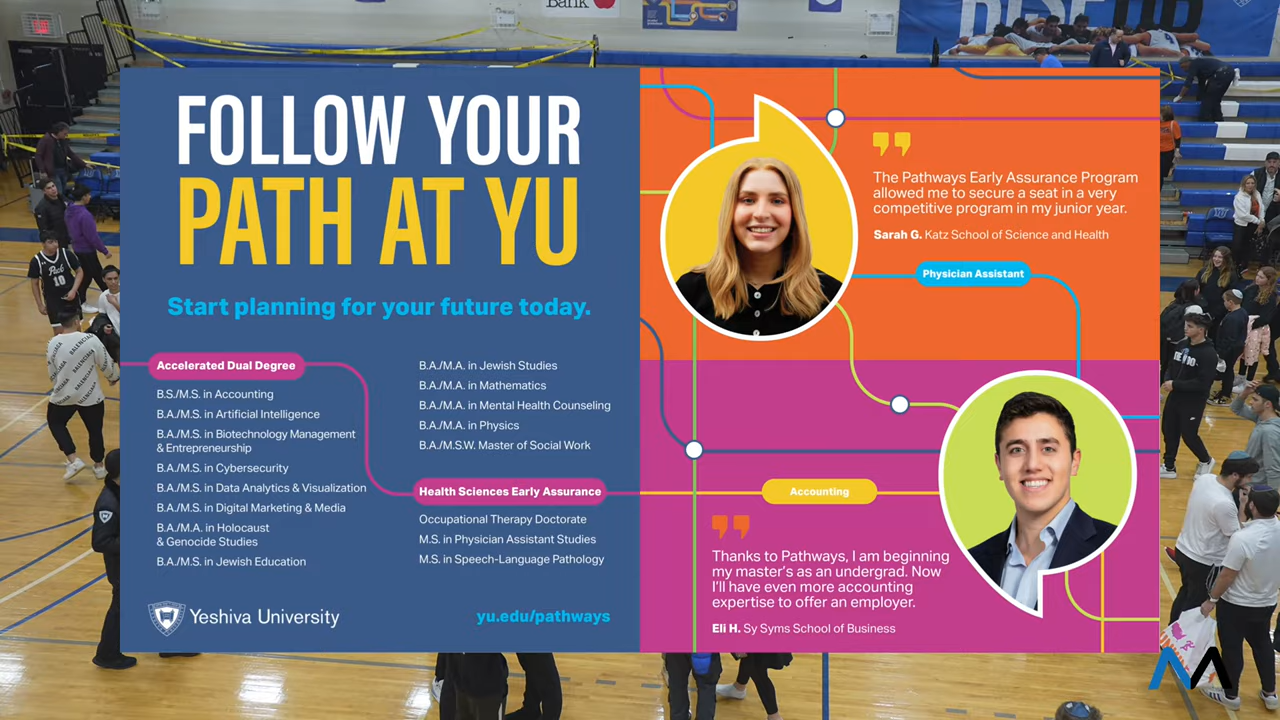 Bank
RISE UP
FOLLOW YOUR
PATH AT YU
Start planning for your future today.
Accelerated Dual Degree
B.S./M.S. in Accounting
B.A./M.S. in Artificial Intelligence
B.A./M.S. in Biotechnology Management
& Entrepreneurship
B.A./M.S. in Cybersecurity
B.A./M.S. in Data Analytics & Visualization
B.A./M.S. in Digital Marketing & Media
B.A./M.A. in Holocaust
& Genocide Studies
B.A./M.S. in Jewish Education
B.A./M.A. in Jewish Studies
B.A./M.A. in Mathematics
B.A./M.A. in Mental Health Counseling
B.A./M.A. in Physics
B.A./M.S.W. Master of Social Work
Health Sciences Early Assurance
Occupational Therapy Doctorate
M.S. in Physician Assistant Studies
M.S. in Speech-Language Pathology
Yeshiva University
yu.edu/pathways
The Pathways Early Assurance Program
allowed me to secure a seat in a very
competitive program in my junior year.
Sarah G. Katz School of Science and Health
Physician Assistant
Accounting
Thanks to Pathways, I am beginning
my master's as an undergrad. Now
I'll have even more accounting
expertise to offer an employer.
Eli H. Sy Syms School of Business
10
BALENCIAGA